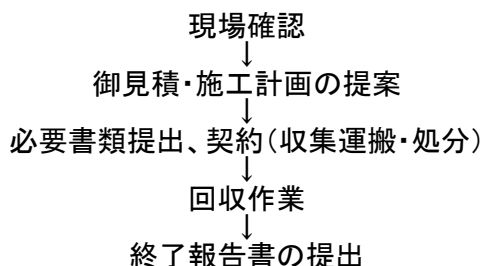 現場確認
↓
御見積・施工計画の提案
↓
必要書類提出、契約(収集運搬・処分)
↓
回収作業
↓
終了報告書の提出